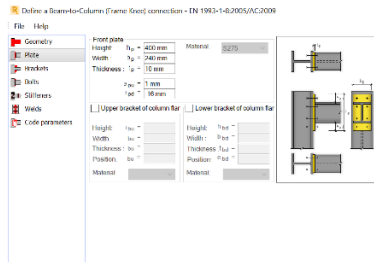 Define a Beam-to-Column (Frame Knee) connection - EN 1993-1-8:2005/AC:2009
File Help
Geometry
Plate
Brackets
Bolts
Stiffeners
Welds
Code parameters
Front plate
Height hp = 400 mm
Width bp = 240 mm
Thickness : tp = 10 mm
Material S275
= 1 mm
= 16 mm
Upper bracket of column flar
Lower bracket of column flar
Height: =
Width: =
Thickness : =
Position: =
Material
Height: =
Width : =
Thickness =
Position: =
Material